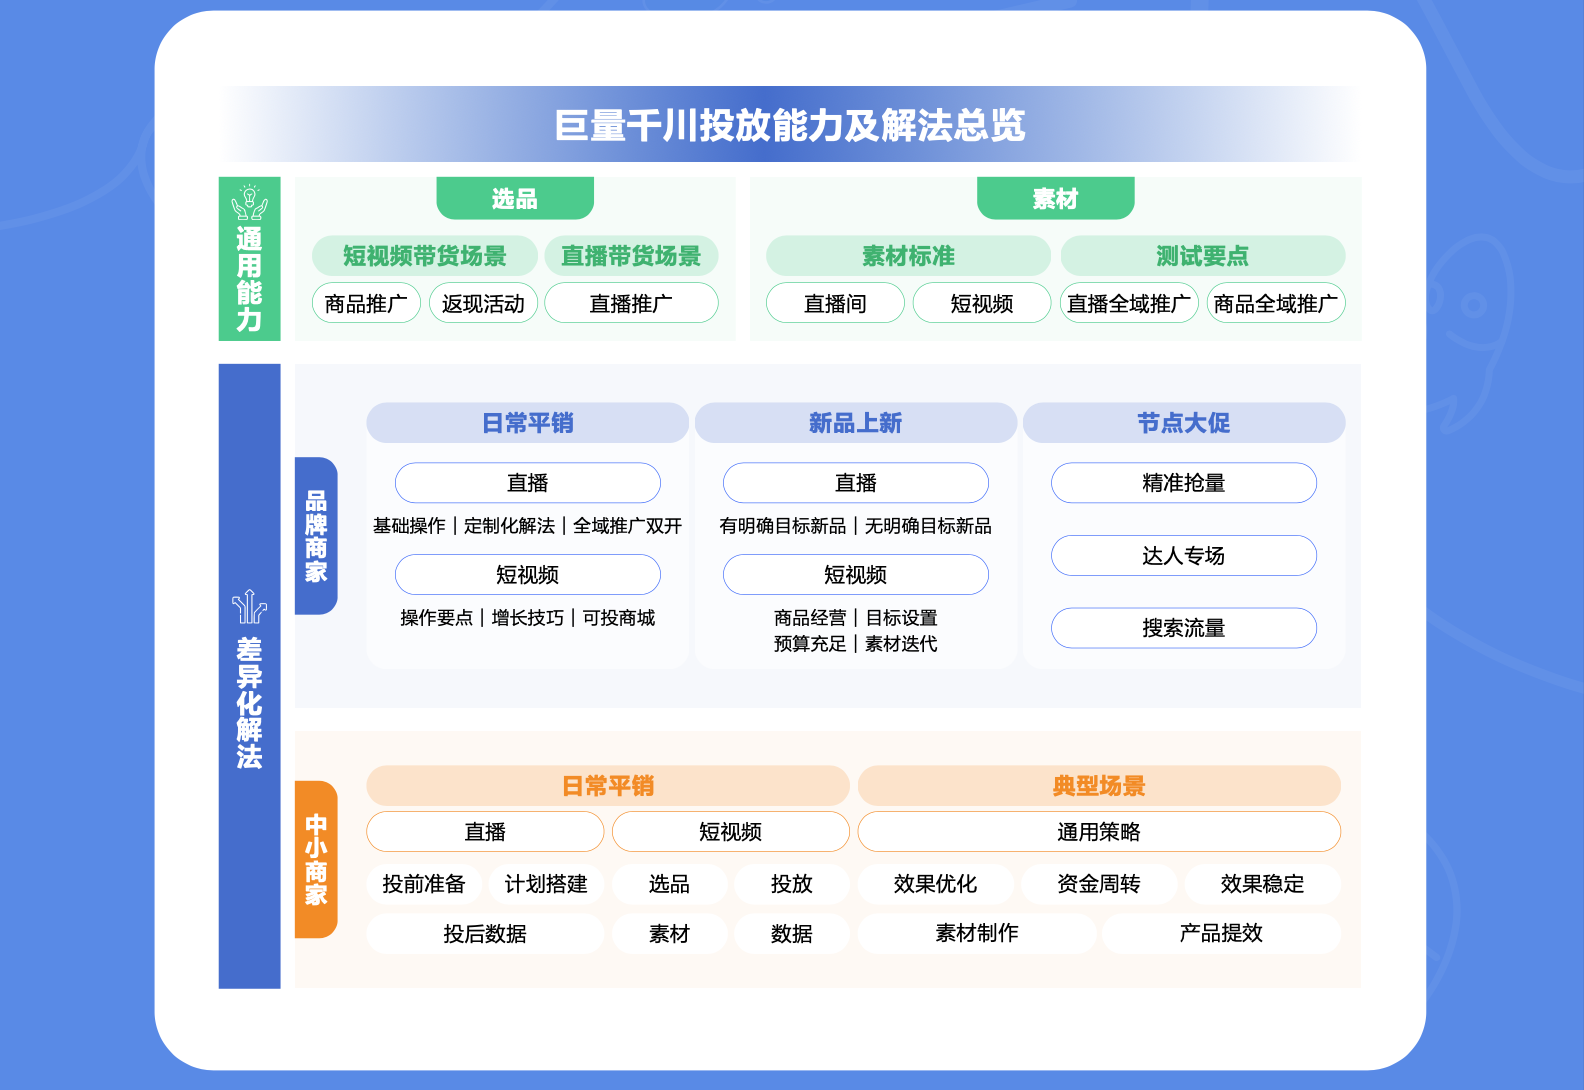 巨量千川投放能力及解法总览
通用能力
选品
素材
短视频带货场景
直播带货场景
素材标准
测试要点
商品推广
返现活动
直播推广
直播间
短视频
直播全域推广
商品全域推广
差异化解法
品牌商家
日常平销
新品上新
节点大促
直播
直播
精准抢量
基础操作｜定制化解法｜全域推广双开
有明确目标新品｜无明确目标新品
达人专场
短视频
短视频
操作要点｜增长技巧｜可投商城
商品经营｜目标设置
预算充足｜素材迭代
搜索流量
中小商家
日常平销
典型场景
直播
短视频
通用策略
投前准备
计划搭建
选品
投放
效果优化
资金周转
效果稳定
投后数据
素材
数据
素材制作
产品提效